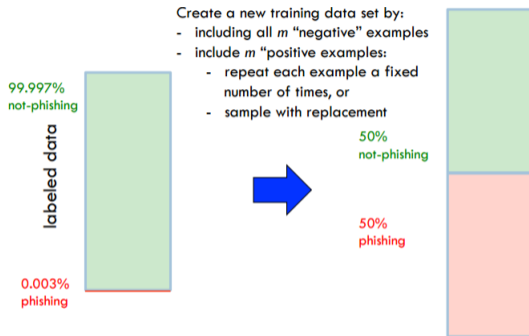 Create a new training data set by:
- including all m “negative” examples
- include m “positive examples:
- repeat each example a fixed
number of times, or
- sample with replacement
99.997%
not-phishing
labeled data
0.003%
phishing
50%
not-phishing
50%
phishing